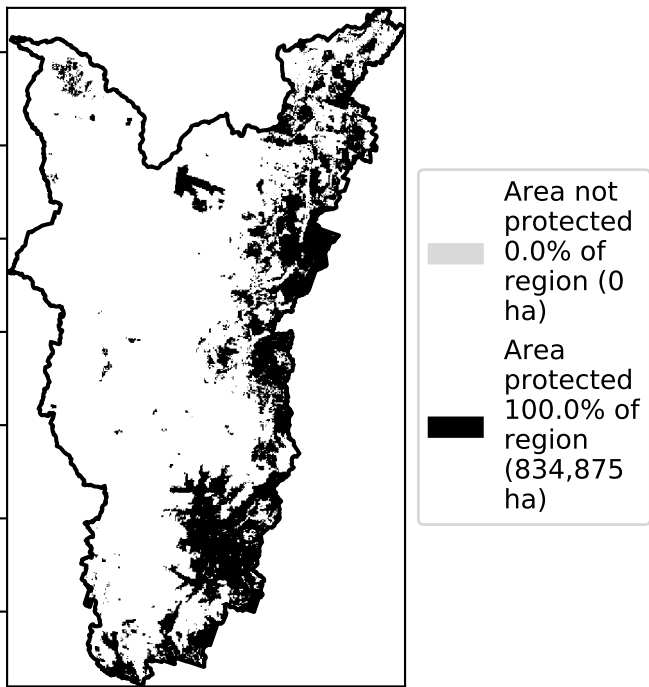 Area not
protected
0.0% of
region (0
ha)
Area
protected
100.0% of
region
(834,875
ha)